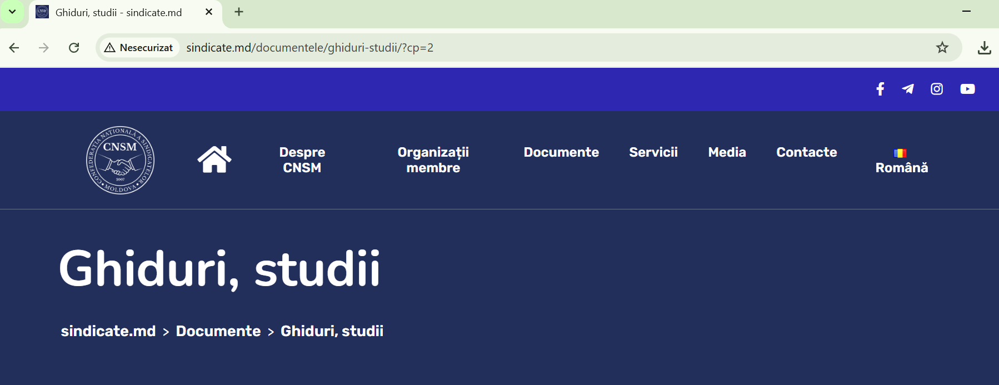 Ghiduri, studii - sindicate.md
Nesecurizat
sindicate.md/documentele/ghiduri-studii/?cp=2
CONFEDERAȚIA NAȚIONALĂ A SINDICATELOR
CNSM
2007
MOLDOVA
Despre
CNSM
Organizații
membre
Documente
Servicii
Media
Contacte
Română
Ghiduri, studii
sindicate.md > Documente > Ghiduri, studii